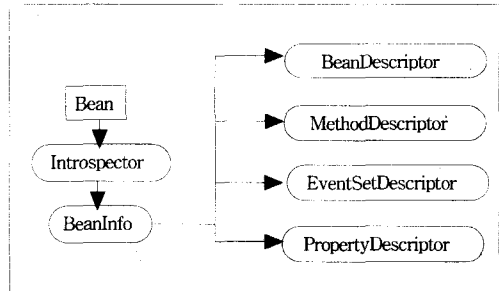 BeanDescriptor
Bean
MethodDescriptor
Introspector
EventSetDescriptor
BeanInfo
PropertyDescriptor